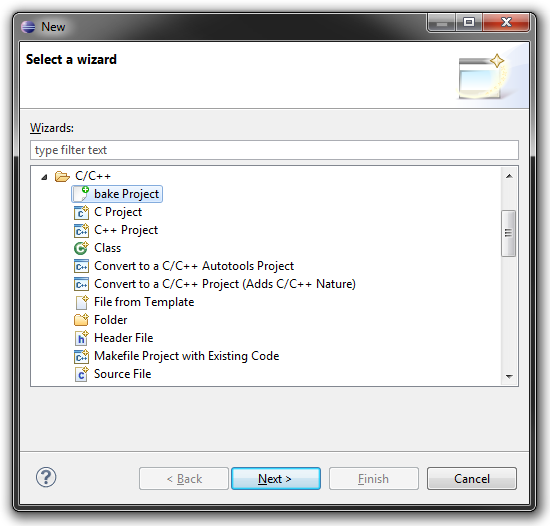 New
Select a wizard
Wizards:
type filter text
C/C++
bake Project
C Project
C++ Project
Class
Convert to a C/C++ Autotools Project
Convert to a C/C++ Project (Adds C/C++ Nature)
File from Template
Folder
Header File
Makefile Project with Existing Code
Source File
< Back
Next >
Finish
Cancel